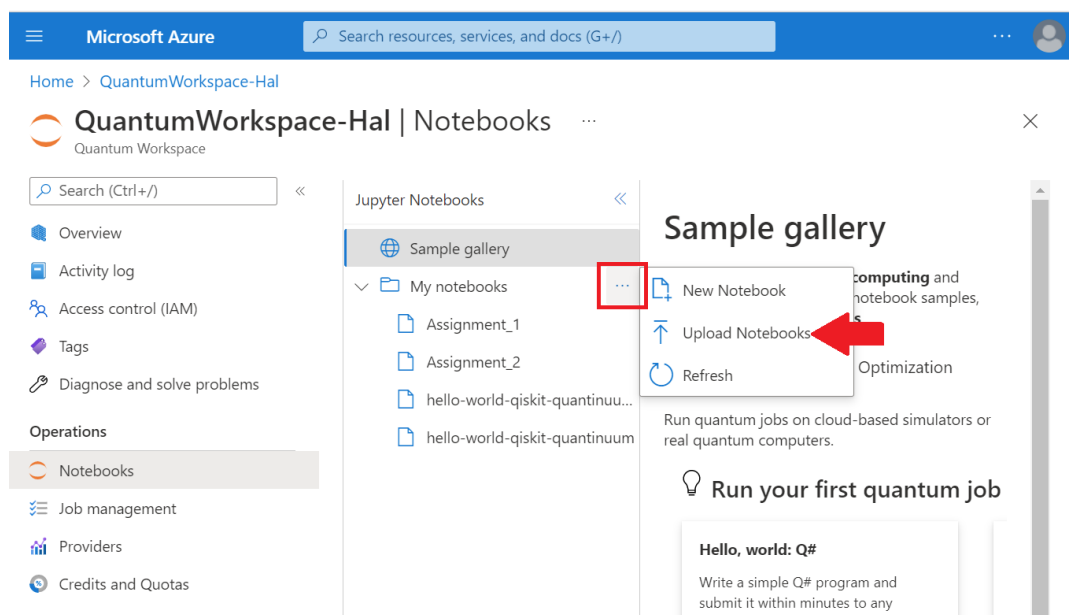 Microsoft Azure
Search resources, services, and docs (G+/)
...
Home > QuantumWorkspace-Hal
QuantumWorkspace-Hal | Notebooks ...
Quantum Workspace
Search (Ctrl+/)
«
Overview
Activity log
Access control (IAM)
Tags
Diagnose and solve problems
Operations
Notebooks
Job management
Providers
Credits and Quotas
Jupyter Notebooks «
Sample gallery
My notebooks ...
Assignment_1
Assignment_2
hello-world-qiskit-quantinuu...
hello-world-qiskit-quantinuum
New Notebook
Upload Notebooks
Refresh
Sample gallery
computing and
notebook samples,
Optimization
Run quantum jobs on cloud-based simulators or
real quantum computers.
Run your first quantum job
Hello, world: Q#
Write a simple Q# program and
submit it within minutes to any